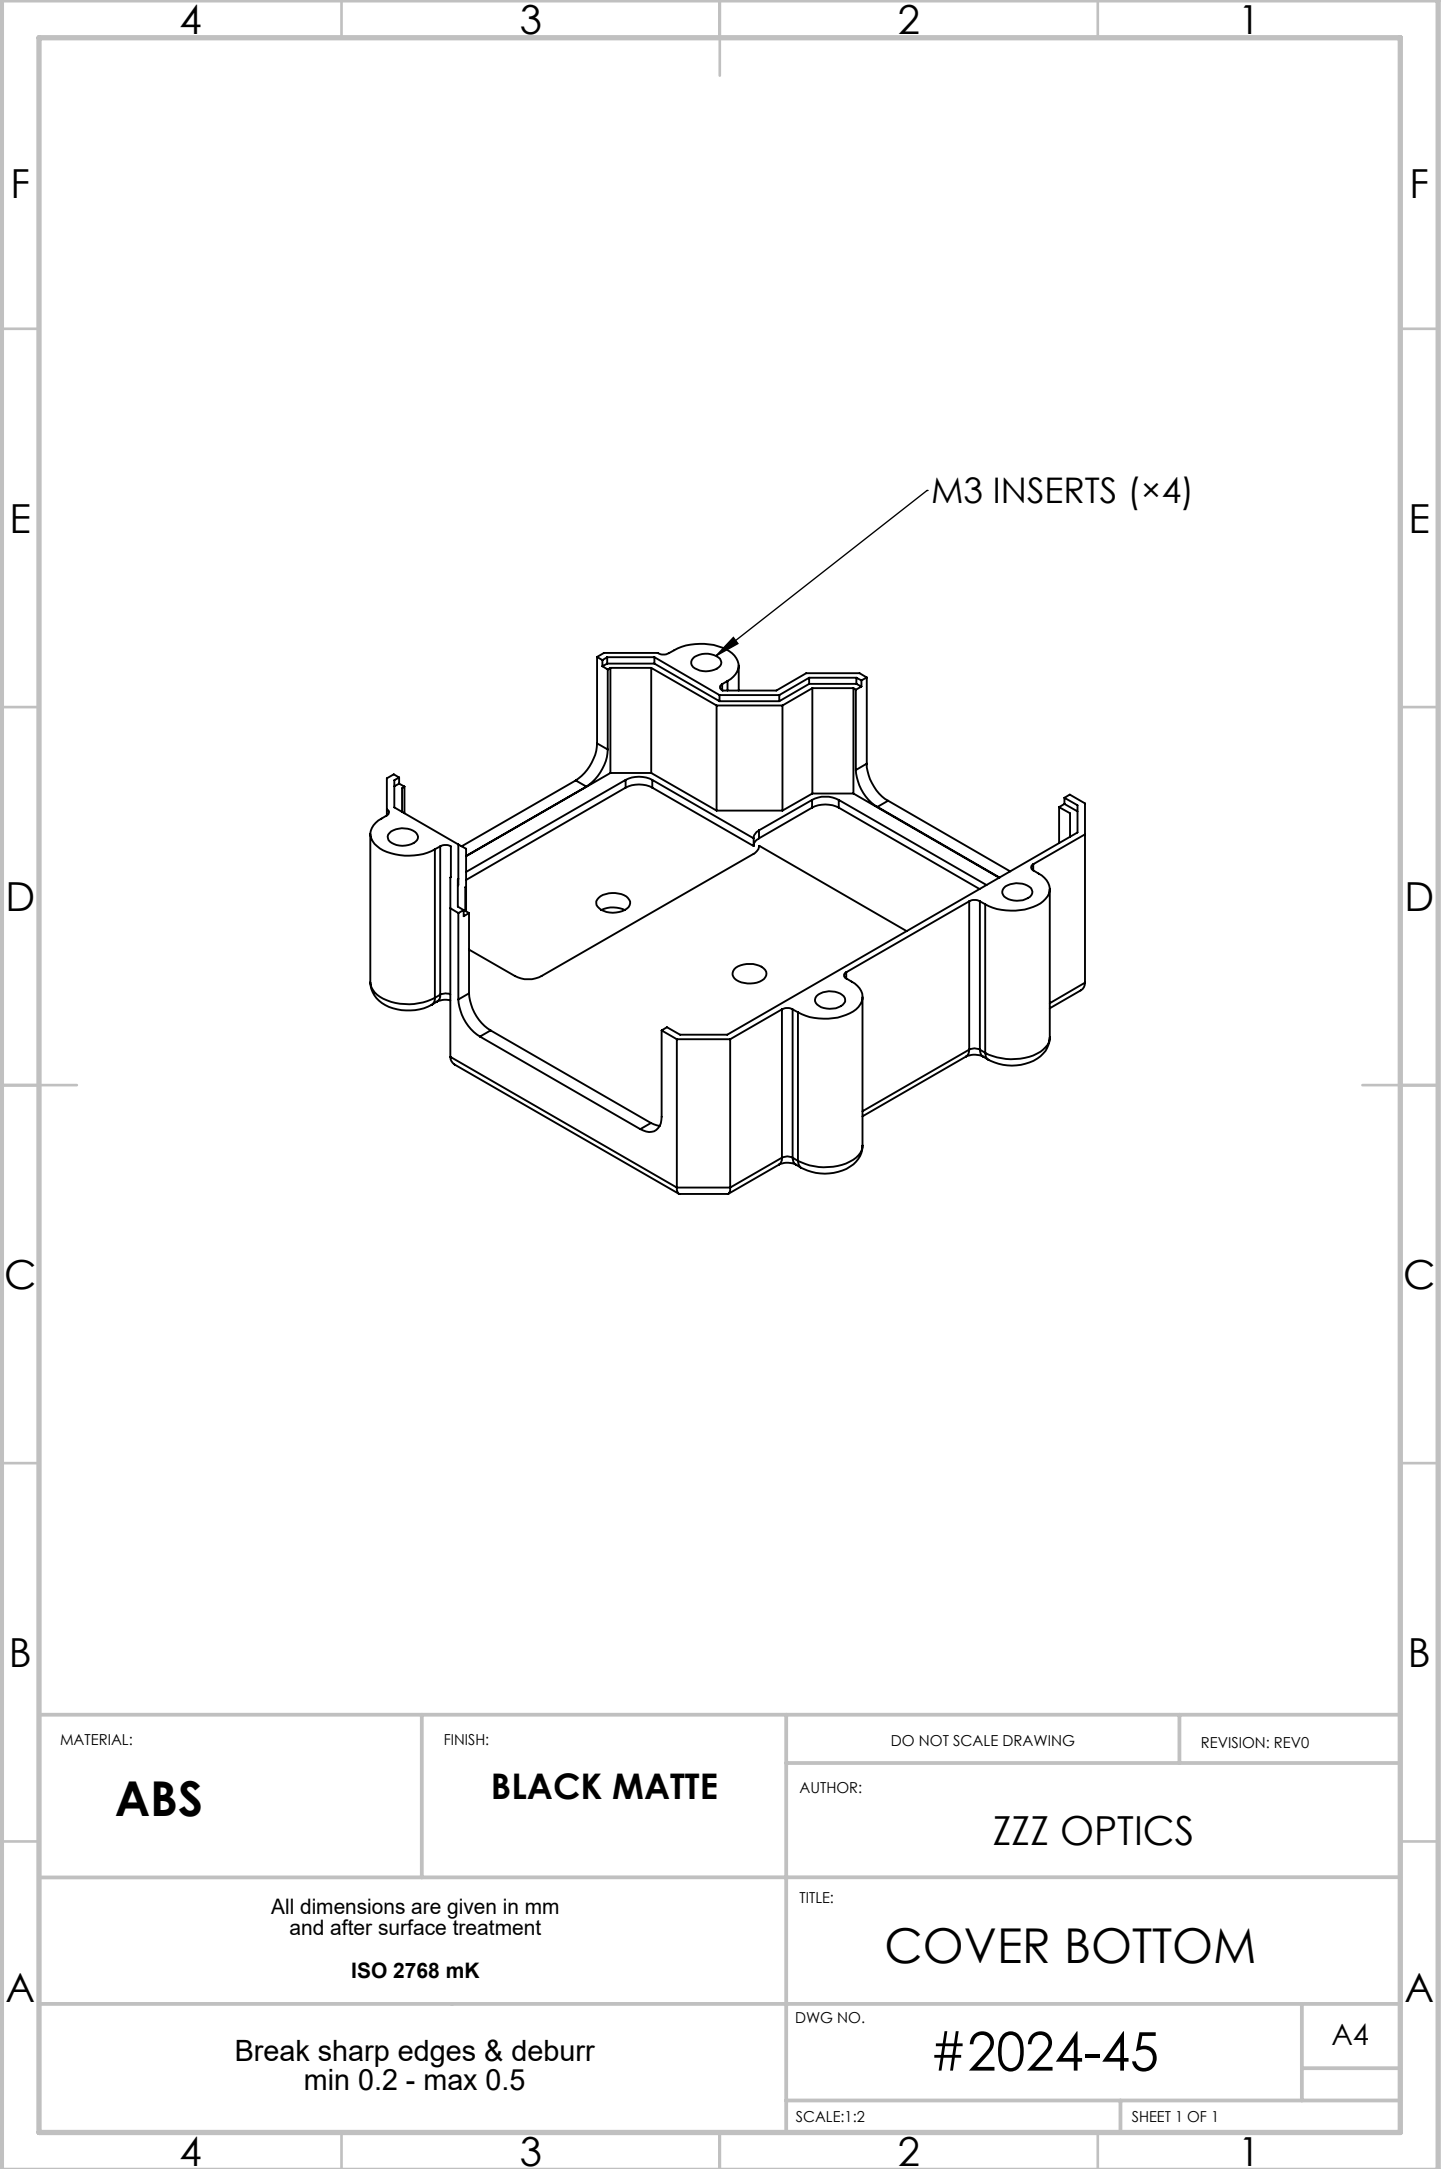 4 3 2 1
F F
M3 INSERTS (×4)
E E
D D
C C
B B
MATERIAL:
ABS
FINISH:
BLACK MATTE
DO NOT SCALE DRAWING
REVISION: REV0
AUTHOR:
ZZZ OPTICS
All dimensions are given in mm
and after surface treatment
ISO 2768 mK
TITLE:
COVER BOTTOM
A A
Break sharp edges & deburr
min 0.2 - max 0.5
DWG NO.
#2024-45
A4
SCALE:1:2
SHEET 1 OF 1
4 3 2 1